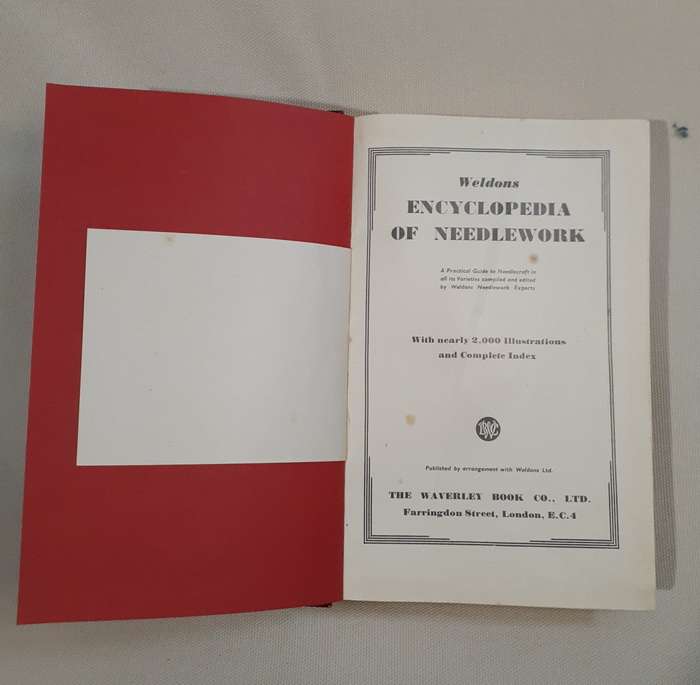 Weldons
ENCYCLOPEDIA
OF NEEDLEWORK
A Practical Guide to Needlecraft in
all its Varieties compiled and edited
by Weldons Needlework Experts
With nearly 2,000 Illustrations
and Complete Index
Published by arrangement with Weldons Ltd.
THE WAVERLEY BOOK CO., LTD.
Farringdon Street, London, E.C.4